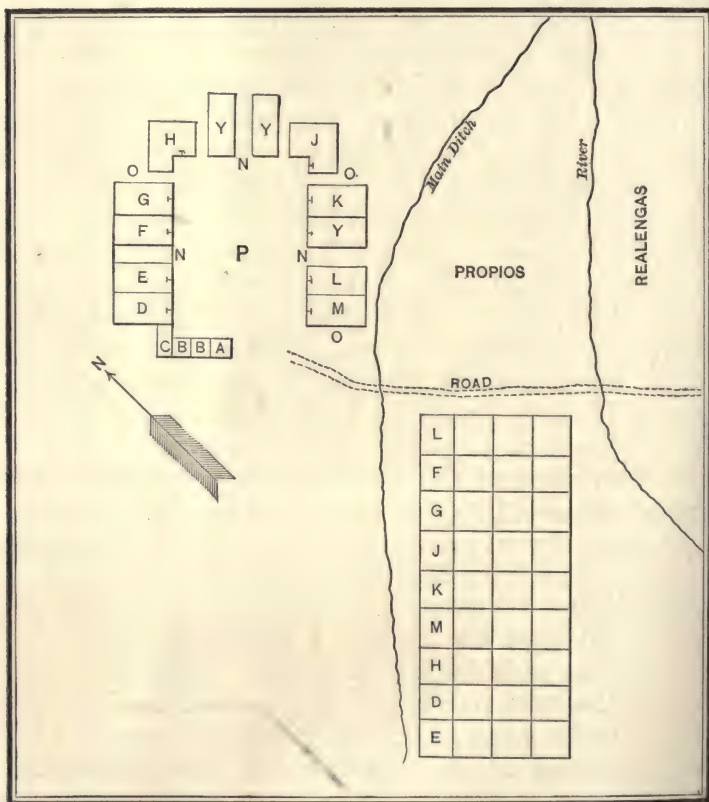 H Y Y J
O N O
G K
F Y
P
N N
E L
D M
O
C B B A
N
Main Ditch
River
REALENGAS
PROPIOS
ROAD
L
F
G
J
K
M
H
D
E